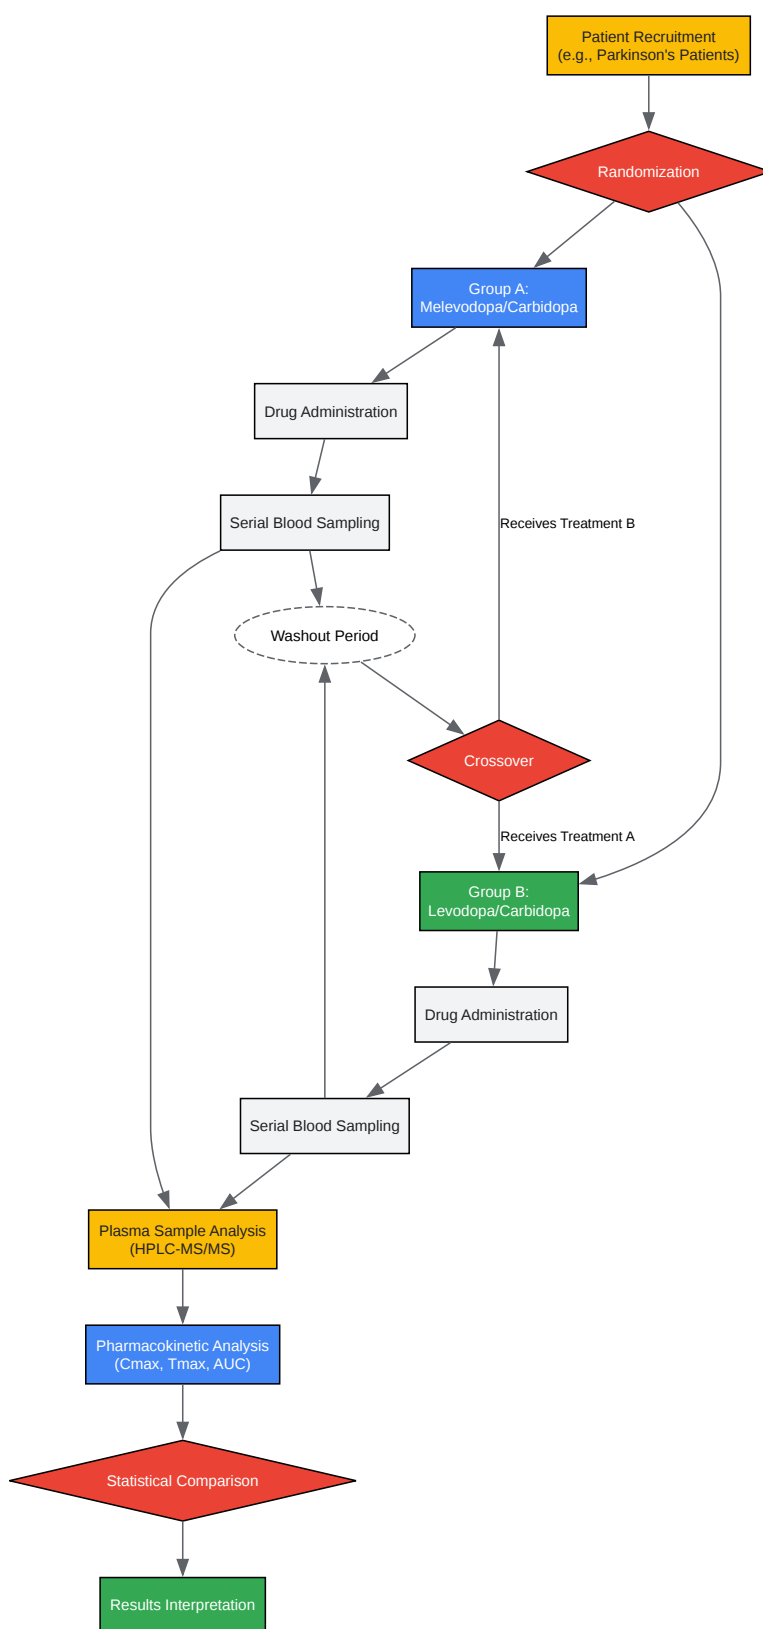 Patient Recruitment
(e.g., Parkinson's Patients)
Randomization
Group A:
Melevodopa/Carbidopa
Drug Administration
Serial Blood Sampling
Receives Treatment B
Washout Period
Crossover
Receives Treatment A
Group B:
Levodopa/Carbidopa
Drug Administration
Serial Blood Sampling
Plasma Sample Analysis
(HPLC-MS/MS)
Pharmacokinetic Analysis
(Cmax, Tmax, AUC)
Statistical Comparison
Results Interpretation